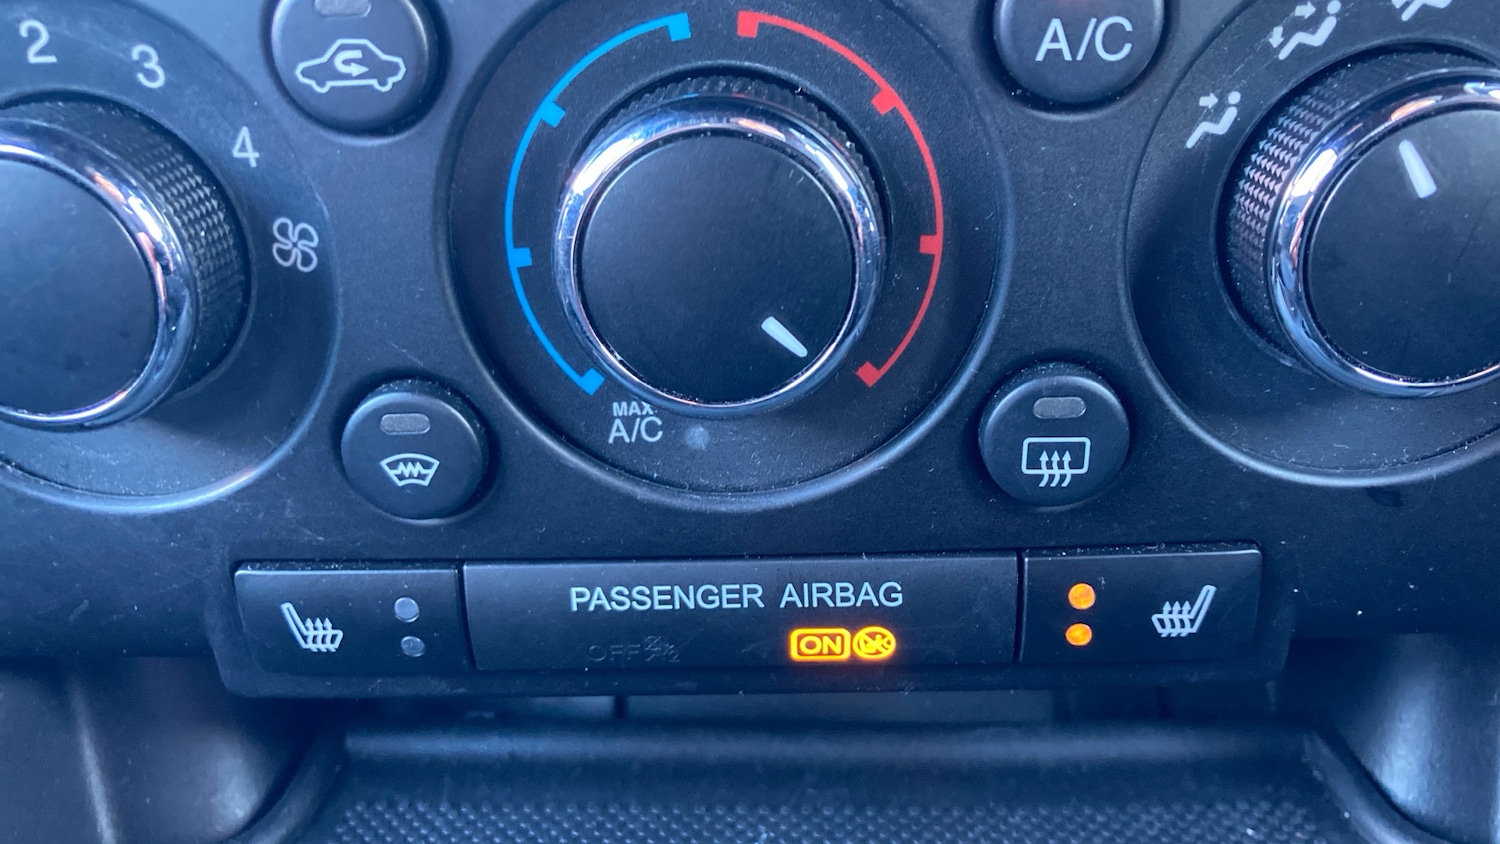 2
3
4
A/C
MAX
A/C
PASSENGER AIRBAG
OFF
ON